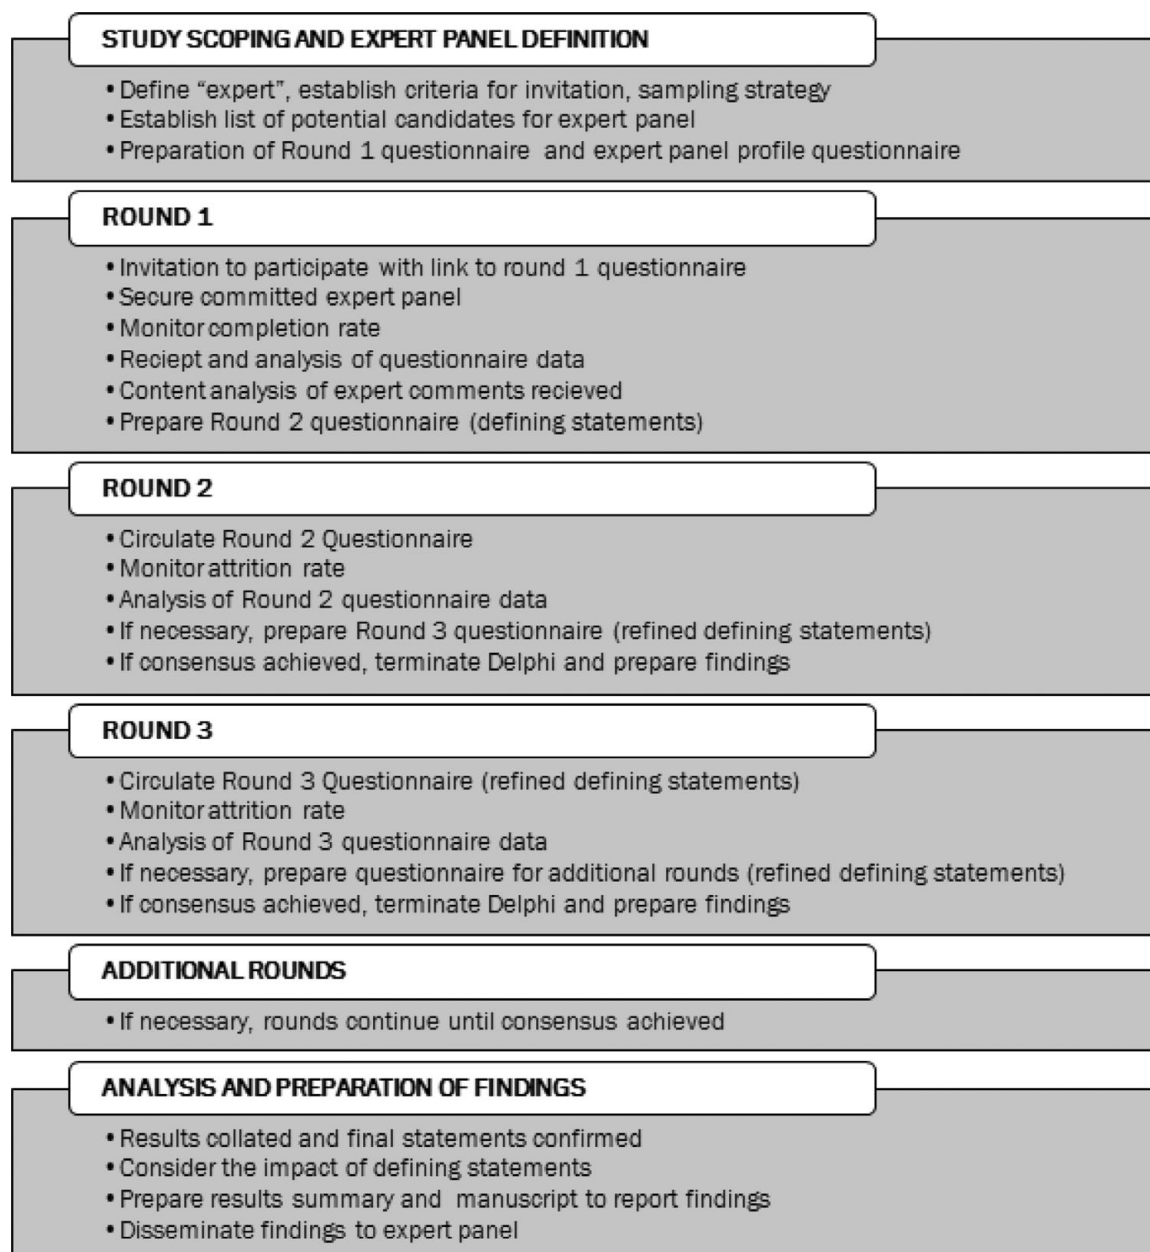 STUDY SCOPING AND EXPERT PANEL DEFINITION
• Define “expert”, establish criteria for invitation, sampling strategy
• Establish list of potential candidates for expert panel
• Preparation of Round 1 questionnaire and expert panel profile questionnaire
ROUND 1
• Invitation to participate with link to round 1 questionnaire
• Secure committed expert panel
• Monitor completion rate
• Reciept and analysis of questionnaire data
• Content analysis of expert comments recieved
• Prepare Round 2 questionnaire (defining statements)
ROUND 2
• Circulate Round 2 Questionnaire
• Monitor attrition rate
• Analysis of Round 2 questionnaire data
• If necessary, prepare Round 3 questionnaire (refined defining statements)
• If consensus achieved, terminate Delphi and prepare findings
ROUND 3
• Circulate Round 3 Questionnaire (refined defining statements)
• Monitor attrition rate
• Analysis of Round 3 questionnaire data
• If necessary, prepare questionnaire for additional rounds (refined defining statements)
• If consensus achieved, terminate Delphi and prepare findings
ADDITIONAL ROUNDS
• If necessary, rounds continue until consensus achieved
ANALYSIS AND PREPARATION OF FINDINGS
• Results collated and final statements confirmed
• Consider the impact of defining statements
• Prepare results summary and manuscript to report findings
• Disseminate findings to expert panel